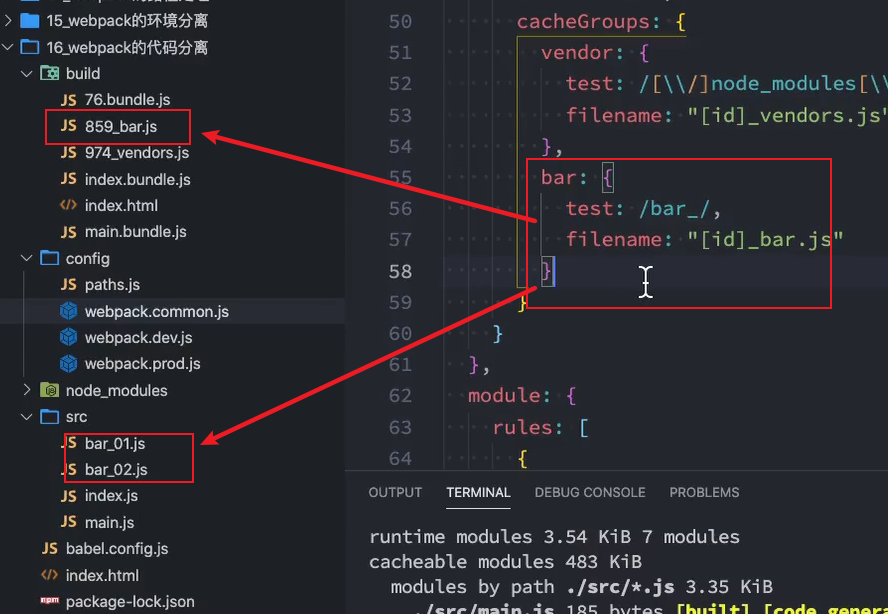 15_webpack的环境分离
16_webpack的代码分离
build
JS 76.bundle.js
JS 859_bar.js
JS 974_vendors.js
JS index.bundle.js
<> index.html
JS main.bundle.js
config
JS paths.js
webpack.common.js
webpack.dev.js
webpack.prod.js
node_modules
src
JS bar_01.js
JS bar_02.js
JS index.js
JS main.js
JS babel.config.js
<> index.html
npm package-lock.json
50 cacheGroups: {
51 vendor: {
52 test: /[\\/]node_modules[\\
53 filename: "[id]_vendors.js"
54 },
55 bar: {
56 test: /bar_/,
57 filename: "[id]_bar.js"
58 }
59 }
60 }
61 },
62 module: {
63 rules: [
64 {
OUTPUT TERMINAL DEBUG CONSOLE PROBLEMS
runtime modules 3.54 KiB 7 modules
cacheable modules 483 KiB
modules by path ./src/*.js 3.35 KiB
./src/main.js 185 bytes [built] [code genera